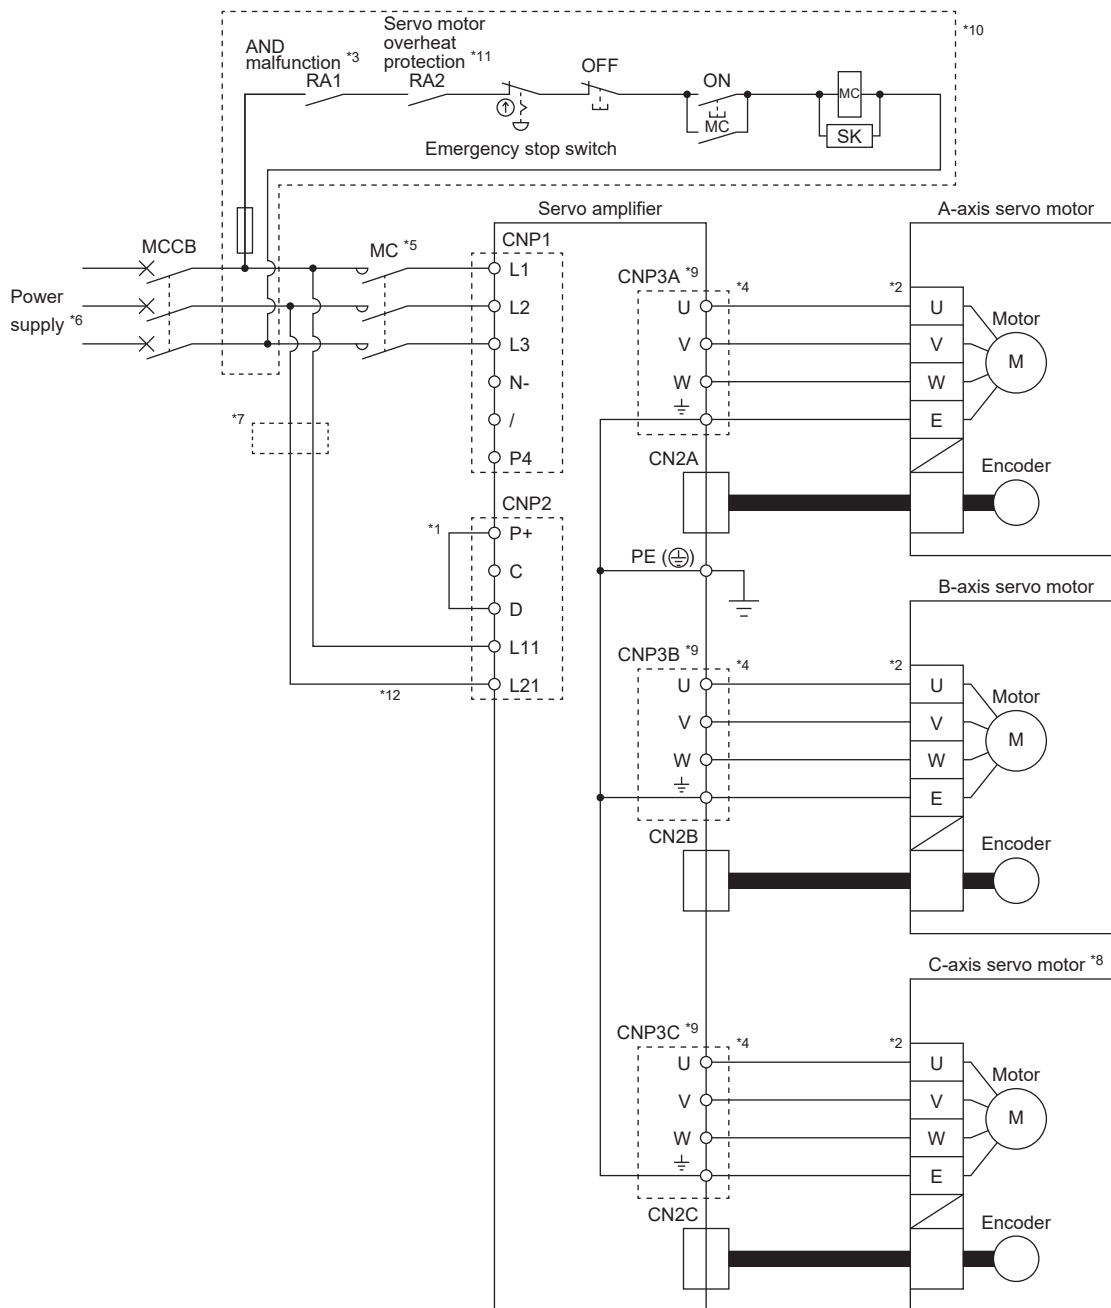 Servo motor
overheat
protection *11
RA2
AND
malfunction *3
RA1
*10
OFF
ON
MC
MC
SK
Emergency stop switch
Servo amplifier
A-axis servo motor
MCCB
MC *5
CNP1
L1
L2
L3
N-
/
P4
Power
supply *6
*7
CNP3A *9
*4
*2
U
V
W
U
V
W
E
Motor
M
CN2A
Encoder
CNP2
*1
P+
C
D
L11
L21
*12
PE ( )
B-axis servo motor
CNP3B *9
*4
*2
U
V
W
U
V
W
E
Motor
M
CN2B
Encoder
C-axis servo motor *8
CNP3C *9
*4
*2
U
V
W
U
V
W
E
Motor
M
CN2C
Encoder